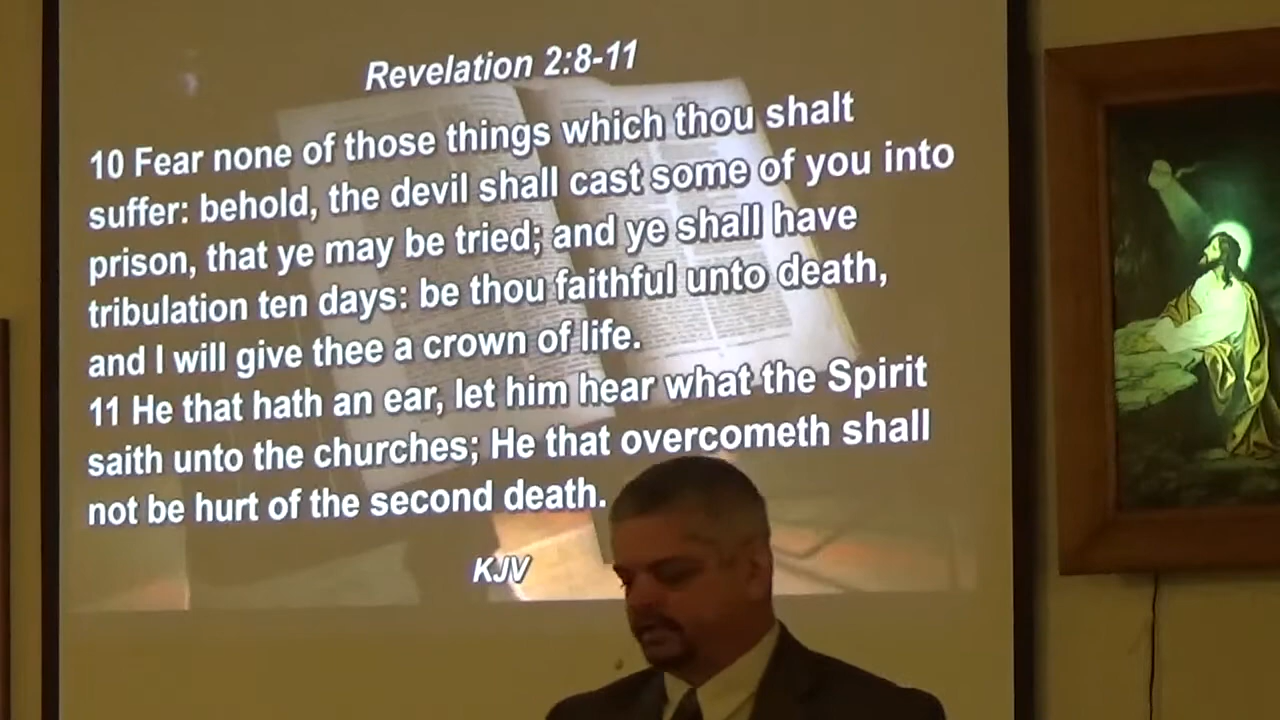 Revelation 2:8-11
10 Fear none of those things which thou shalt
suffer: behold, the devil shall cast some of you into
prison, that ye may be tried; and ye shall have
tribulation ten days: be thou faithful unto death,
and I will give thee a crown of life.
11 He that hath an ear, let him hear what the Spirit
saith unto the churches; He that overcometh shall
not be hurt of the second death.
KJV